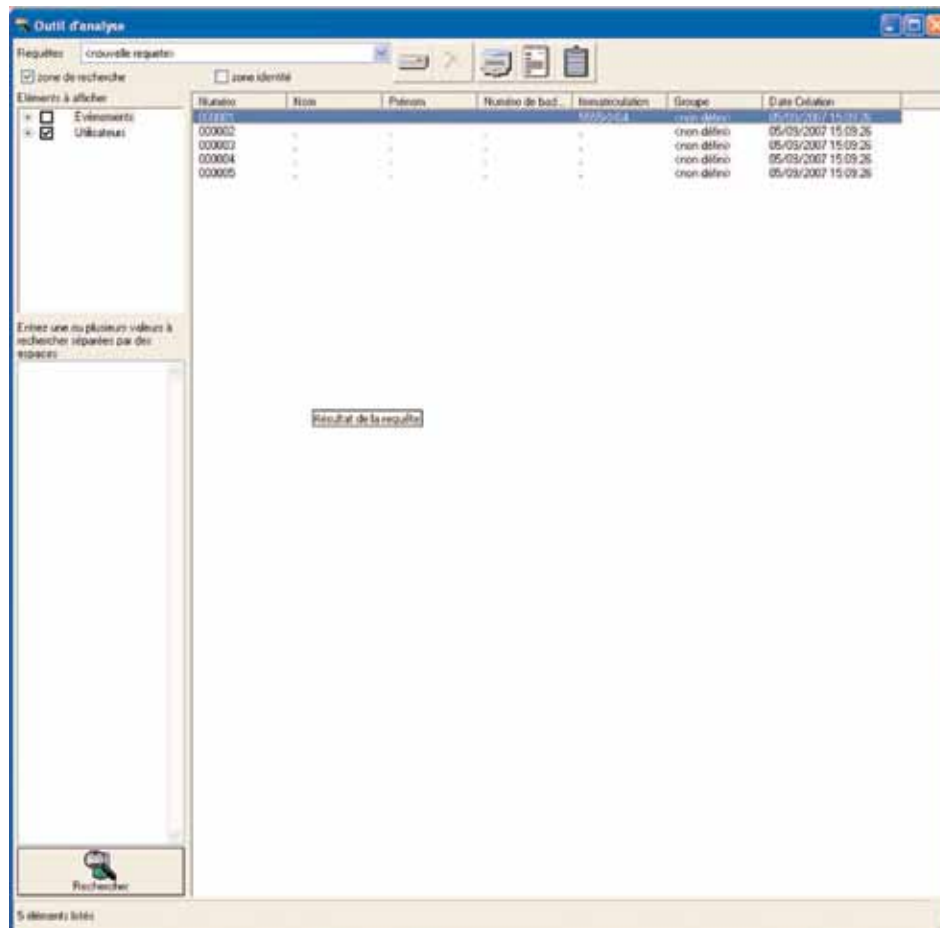 Outil d'analyse
Requêtes <nouvelle requete>
zone de recherche zone identité
Eléments à afficher
Evènements
Utilisateurs
Numéro Nom Prénom Numéro de bad... Immatriculation Groupe Date Création
000001 <non défini> 05/09/2007 15:09:26
000002 . . . . <non défini> 05/09/2007 15:09:26
000003 . . . . <non défini> 05/09/2007 15:09:26
000004 . . . . <non défini> 05/09/2007 15:09:26
000005 . . . . <non défini> 05/09/2007 15:09:26
Entrez une ou plusieurs valeurs à
rechercher séparées par des
espaces
Résultat de la requête
Rechercher
5 éléments listés